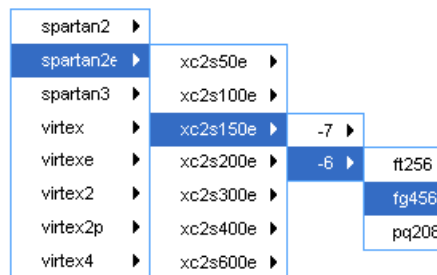 spartan2
spartan2e
spartan3
virtex
virtexe
virtex2
virtex2p
virtex4
xc2s50e
xc2s100e
xc2s150e
xc2s200e
xc2s300e
xc2s400e
xc2s600e
-7
-6
ft256
fg456
pq208